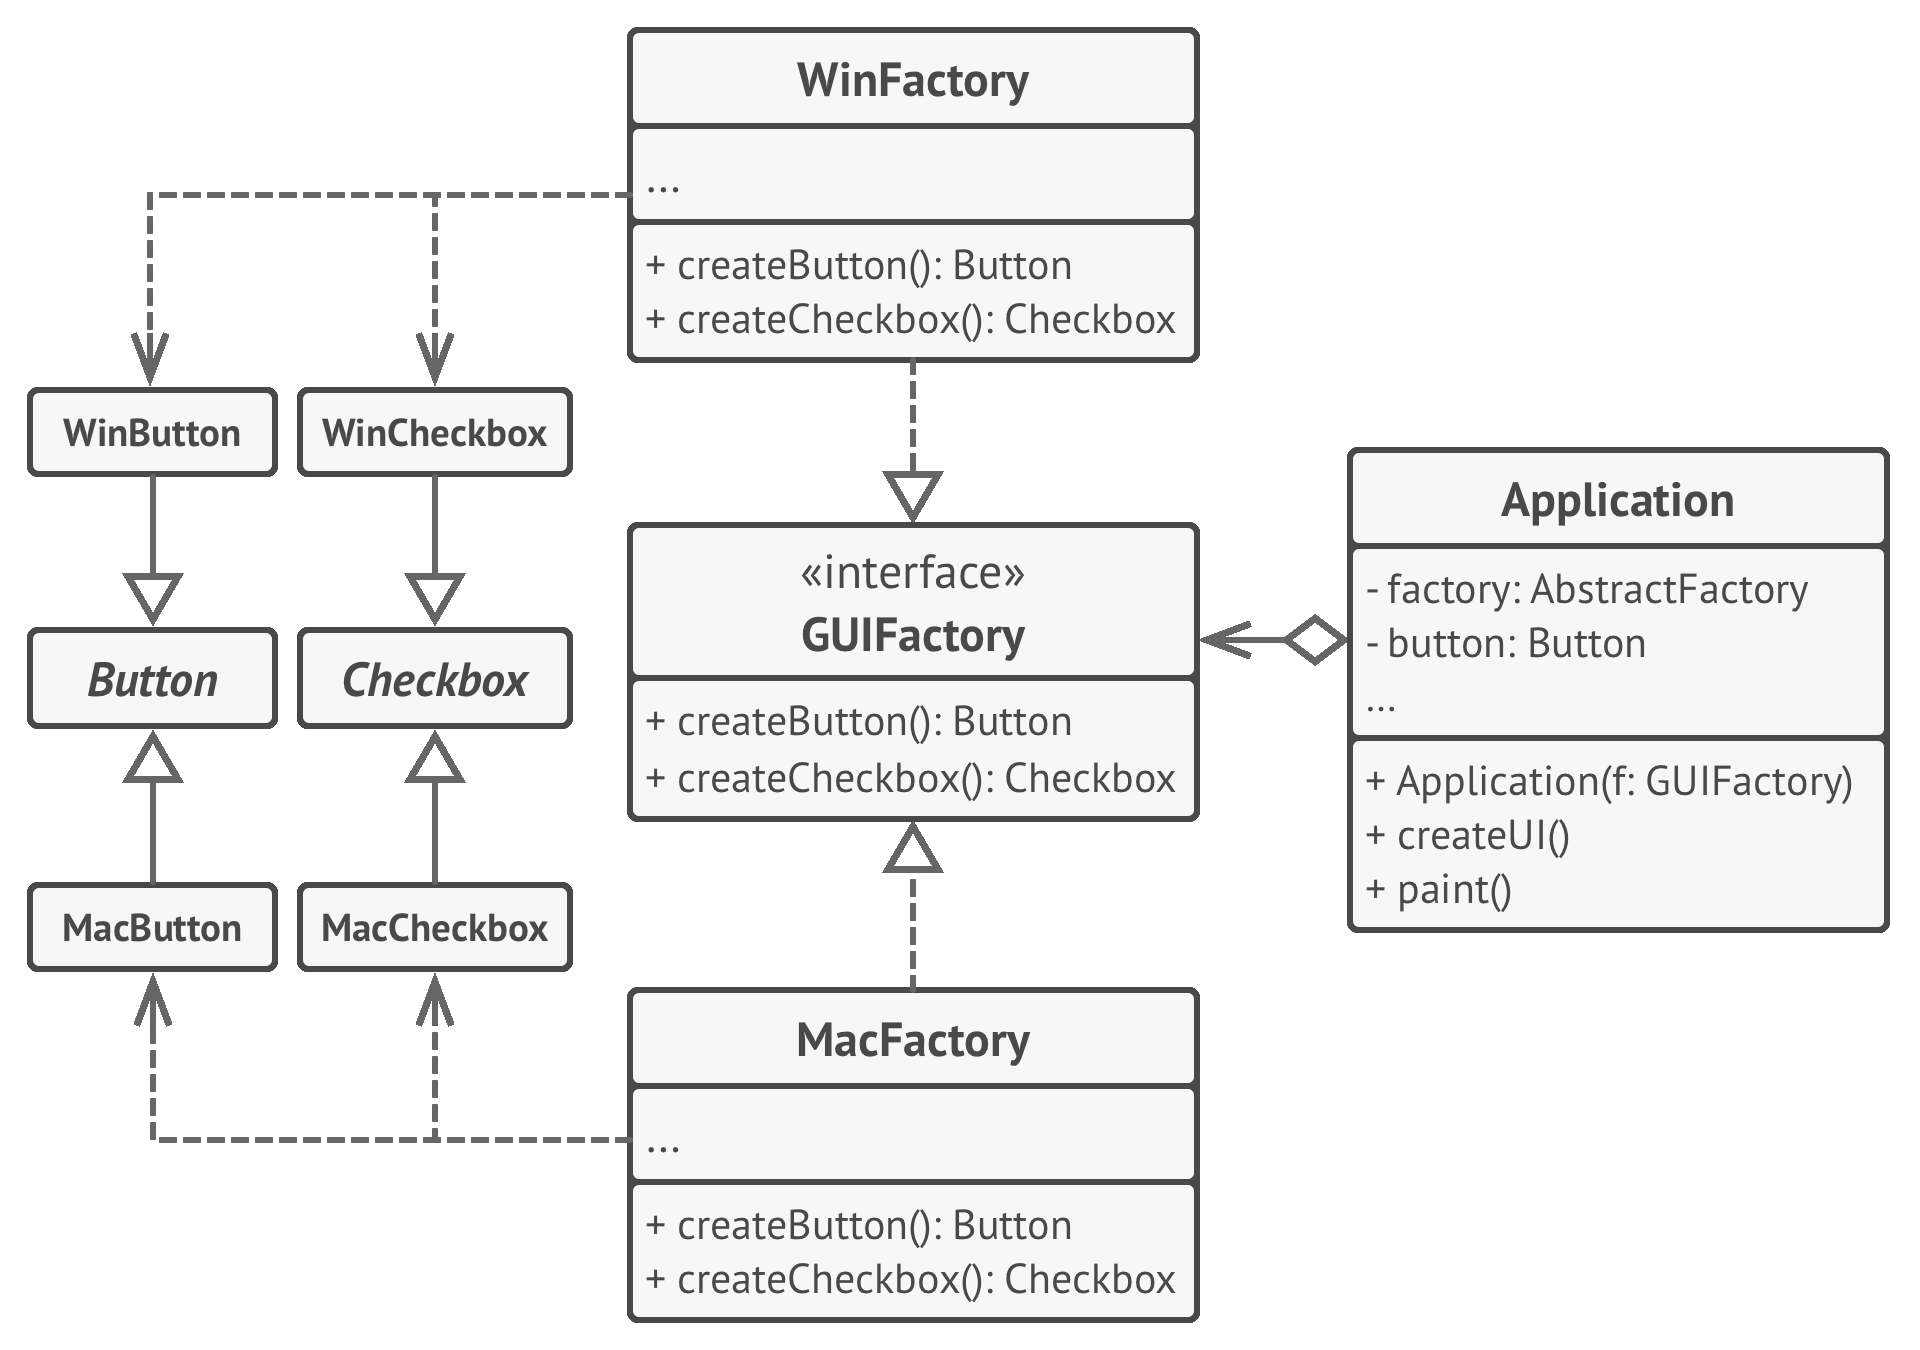 WinFactory
...
+ createButton(): Button
+ createCheckbox(): Checkbox
WinButton
WinCheckbox
Button
Checkbox
MacButton
MacCheckbox
«interface»
GUIFactory
+ createButton(): Button
+ createCheckbox(): Checkbox
Application
- factory: AbstractFactory
- button: Button
...
+ Application(f: GUIFactory)
+ createUI()
+ paint()
MacFactory
...
+ createButton(): Button
+ createCheckbox(): Checkbox